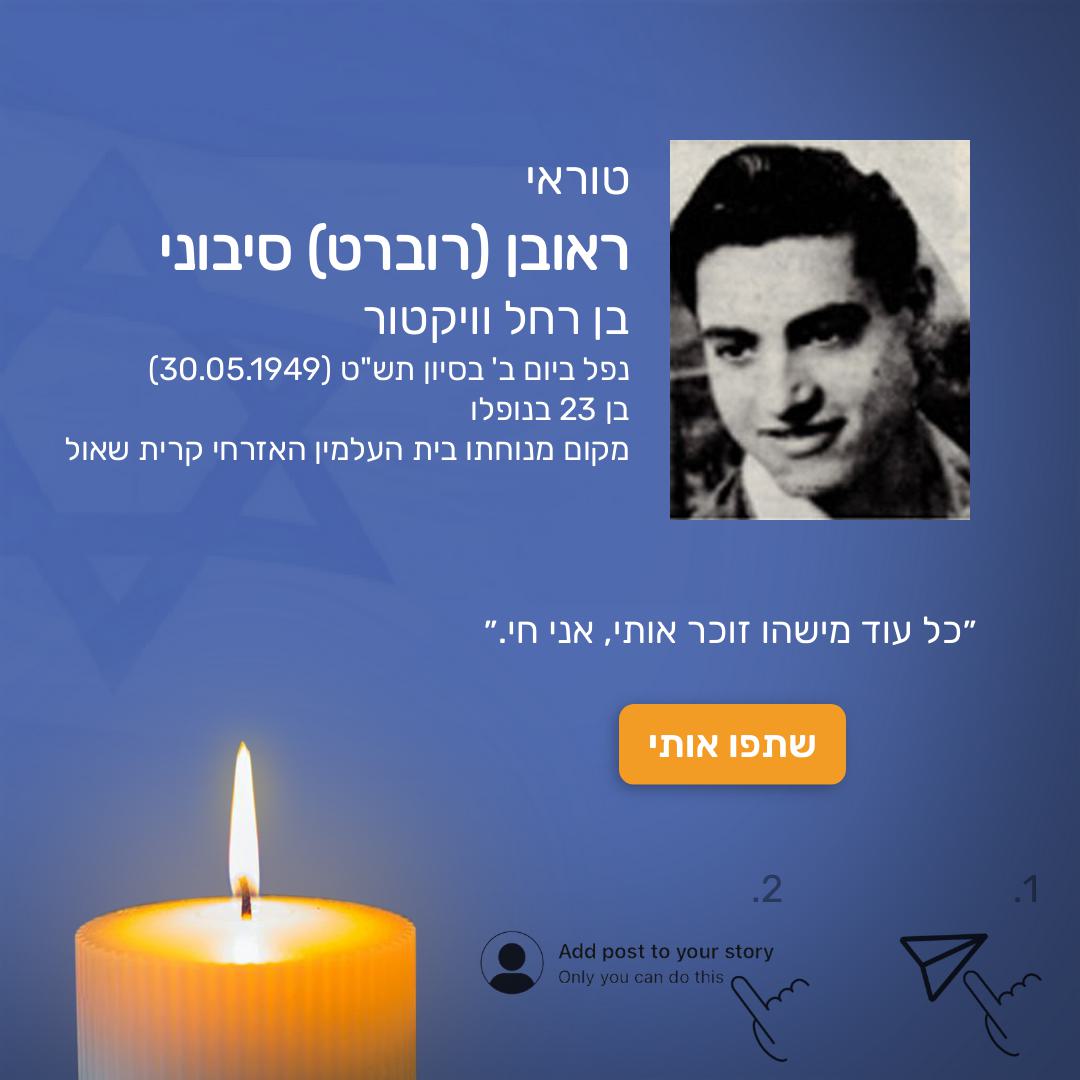 טוראי
ראובן (רוברט) סיבוני
בן רחל וויקטור
נפל ביום ב' בסיון תש"ט (30.05.1949)
בן 23 בנופלו
מקום מנוחתו בית העלמין האזרחי קרית שאול
״כל עוד מישהו זוכר אותי, אני חי.״
שתפו אותי
.1
.2
Add post to your story
Only you can do this